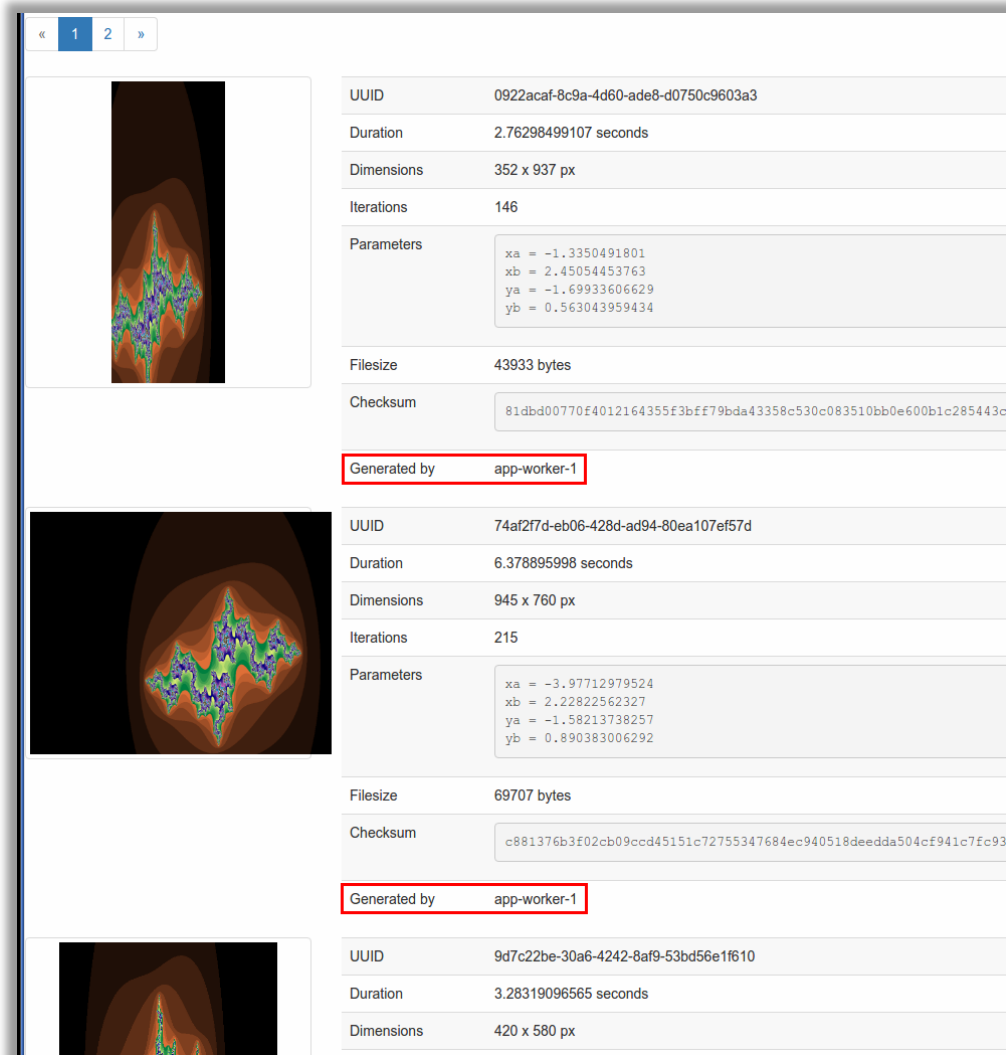 « 1 2 »
UUID 0922acaf-8c9a-4d60-ade8-d0750c9603a3
Duration 2.76298499107 seconds
Dimensions 352 x 937 px
Iterations 146
Parameters
xa = -1.3350491801
xb = 2.45054453763
ya = -1.69933606629
yb = 0.563043959434
Filesize 43933 bytes
Checksum 81dbd00770f4012164355f3bff79bda43358c530c083510bb0e600b1c285443c
Generated by app-worker-1
UUID 74af2f7d-eb06-428d-ad94-80ea107ef57d
Duration 6.378895998 seconds
Dimensions 945 x 760 px
Iterations 215
Parameters
xa = -3.97712979524
xb = 2.22822562327
ya = -1.58213738257
yb = 0.890383006292
Filesize 69707 bytes
Checksum c881376b3f02cb09ccd45151c72755347684ec940518deedda504cf941c7fc93
Generated by app-worker-1
UUID 9d7c22be-30a6-4242-8af9-53bd56e1f610
Duration 3.28319096565 seconds
Dimensions 420 x 580 px